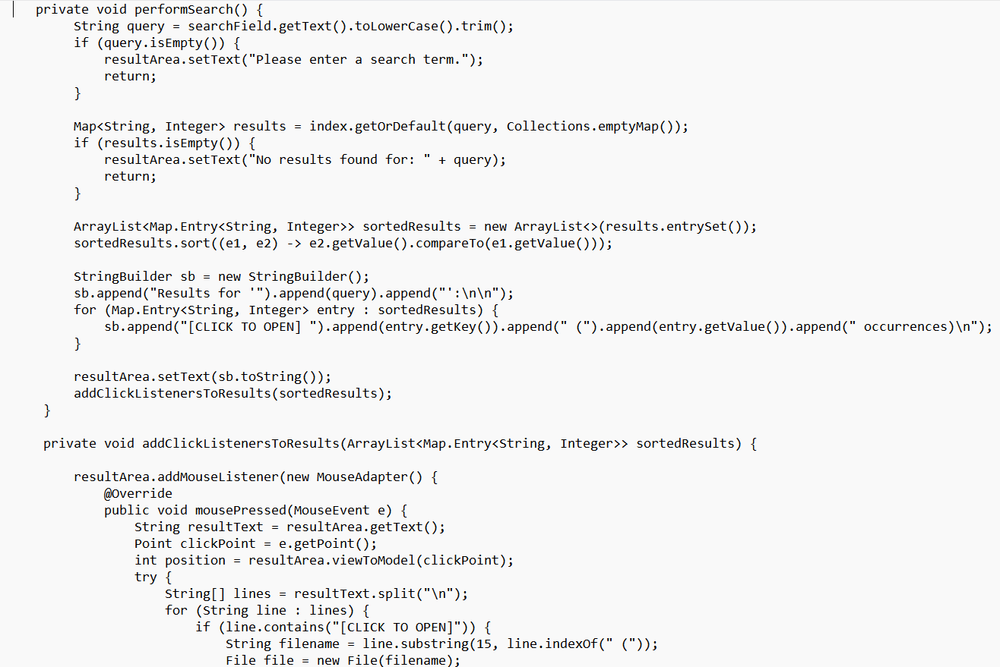 private void performSearch() {
String query = searchField.getText().toLowerCase().trim();
if (query.isEmpty()) {
resultArea.setText("Please enter a search term.");
return;
}
Map<String, Integer> results = index.getOrDefault(query, Collections.emptyMap());
if (results.isEmpty()) {
resultArea.setText("No results found for: " + query);
return;
}
ArrayList<Map.Entry<String, Integer>> sortedResults = new ArrayList<>(results.entrySet());
sortedResults.sort((e1, e2) -> e2.getValue().compareTo(e1.getValue()));
StringBuilder sb = new StringBuilder();
sb.append("Results for '").append(query).append("':\n\n");
for (Map.Entry<String, Integer> entry : sortedResults) {
sb.append("[CLICK TO OPEN] ").append(entry.getKey()).append(" (").append(entry.getValue()).append(" occurrences)\n");
}
resultArea.setText(sb.toString());
addClickListenersToResults(sortedResults);
}
private void addClickListenersToResults(ArrayList<Map.Entry<String, Integer>> sortedResults) {
resultArea.addMouseListener(new MouseAdapter() {
@Override
public void mousePressed(MouseEvent e) {
String resultText = resultArea.getText();
Point clickPoint = e.getPoint();
int position = resultArea.viewToModel(clickPoint);
try {
String[] lines = resultText.split("\n");
for (String line : lines) {
if (line.contains("[CLICK TO OPEN]")) {
String filename = line.substring(15, line.indexOf(" ("));
File file = new File(filename);